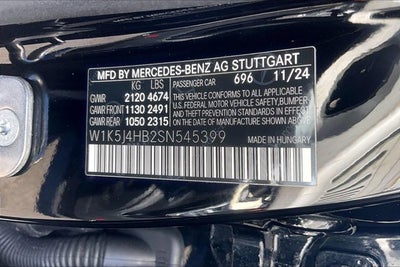 MFD BY MERCEDES-BENZ AG STUTTGART
KG LBS PASSENGER CAR 696 11/24
GVWR 2120 4674
GAWR FRONT 1130 2491
GAWR REAR 1050 2315
THIS VEHICLE CONFORMS TO ALL APPLICABLE
U.S. FEDERAL MOTOR VEHICLE SAFETY, BUMPER,
AND THEFT PREVENTION STANDARDS IN EFFECT
ON THE DATE OF MANUFACTURE SHOWN ABOVE.
W1K5J4HB2SN545399
MADE IN HUNGARY